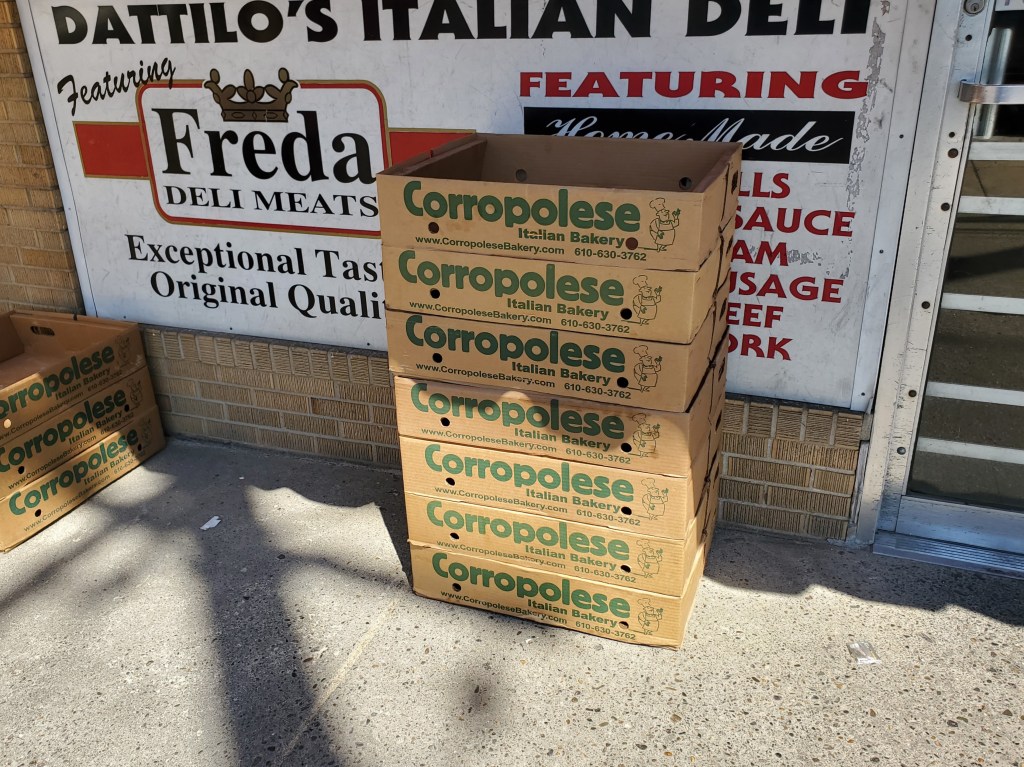 DATTILO'S ITALIAN DELI
Featuring
Freda
DELI MEATS
Exceptional Tast
Original Qualit
FEATURING
Home Made
LLS
SAUCE
AM
USAGE
EEF
ORK
Corropolese
Italian Bakery
www.CorropoleseBakery.com 610-630-3762
Corropolese
Italian Bakery
www.CorropoleseBakery.com 610-630-3762
Corropolese
Italian Bakery
www.CorropoleseBakery.com 610-630-3762
Corropolese
Italian Bakery
www.CorropoleseBakery.com 610-630-3762
Corropolese
Italian Bakery
www.CorropoleseBakery.com 610-630-3762
Corropolese
Italian Bakery
www.CorropoleseBakery.com 610-630-3762
Corropolese
Italian Bakery
www.CorropoleseBakery.com 610-630-3762
Corropolese
Italian Bakery
Corropolese
Italian Bakery
Corropolese
Italian Bakery